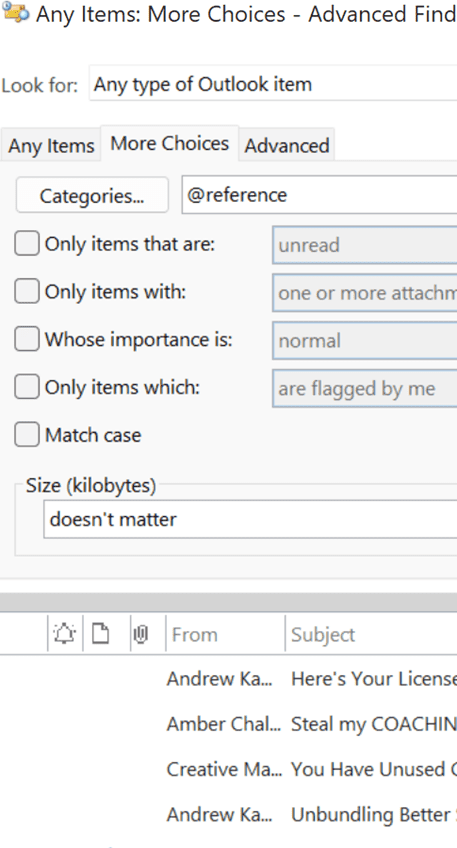 Any Items: More Choices - Advanced Find
Look for: Any type of Outlook item
Any Items More Choices Advanced
Categories... @reference
Only items that are: unread
Only items with: one or more attachm
Whose importance is: normal
Only items which: are flagged by me
Match case
Size (kilobytes)
doesn't matter
From Subject
Andrew Ka... Here's Your License
Amber Chal... Steal my COACHIN
Creative Ma... You Have Unused
Andrew Ka... Unbundling Better